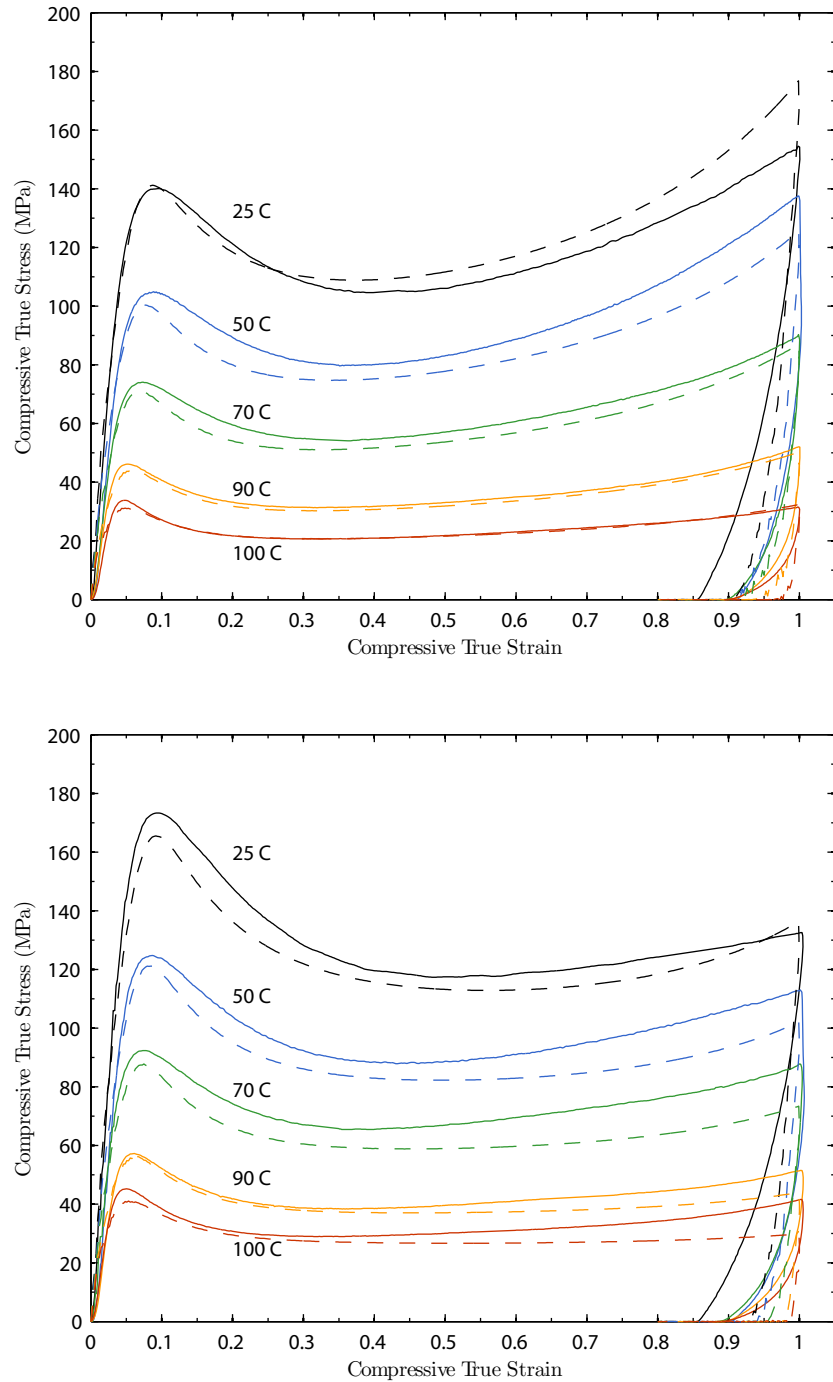 200
180
160
140
120
100
80
60
40
20
0
Compressive True Stress (MPa)
25 C
50 C
70 C
90 C
100 C
0 0.1 0.2 0.3 0.4 0.5 0.6 0.7 0.8 0.9 1
Compressive True Strain
200
180
160
140
120
100
80
60
40
20
0
Compressive True Stress (MPa)
25 C
50 C
70 C
90 C
100 C
0 0.1 0.2 0.3 0.4 0.5 0.6 0.7 0.8 0.9 1
Compressive True Strain